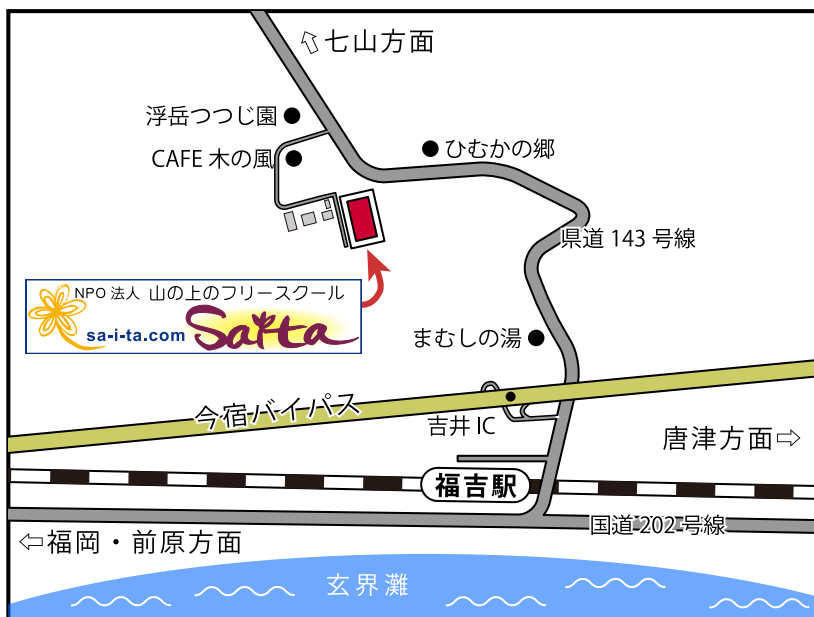 七山方面
浮岳つつじ園
CAFE 木の風
ひむかの郷
県道 143 号線
NPO 法人 山の上のフリースクール
sa-i-ta.com
Saita
まむしの湯
今宿バイパス
吉井 IC
唐津方面
福吉駅
国道 202 号線
福岡・前原方面
玄界灘